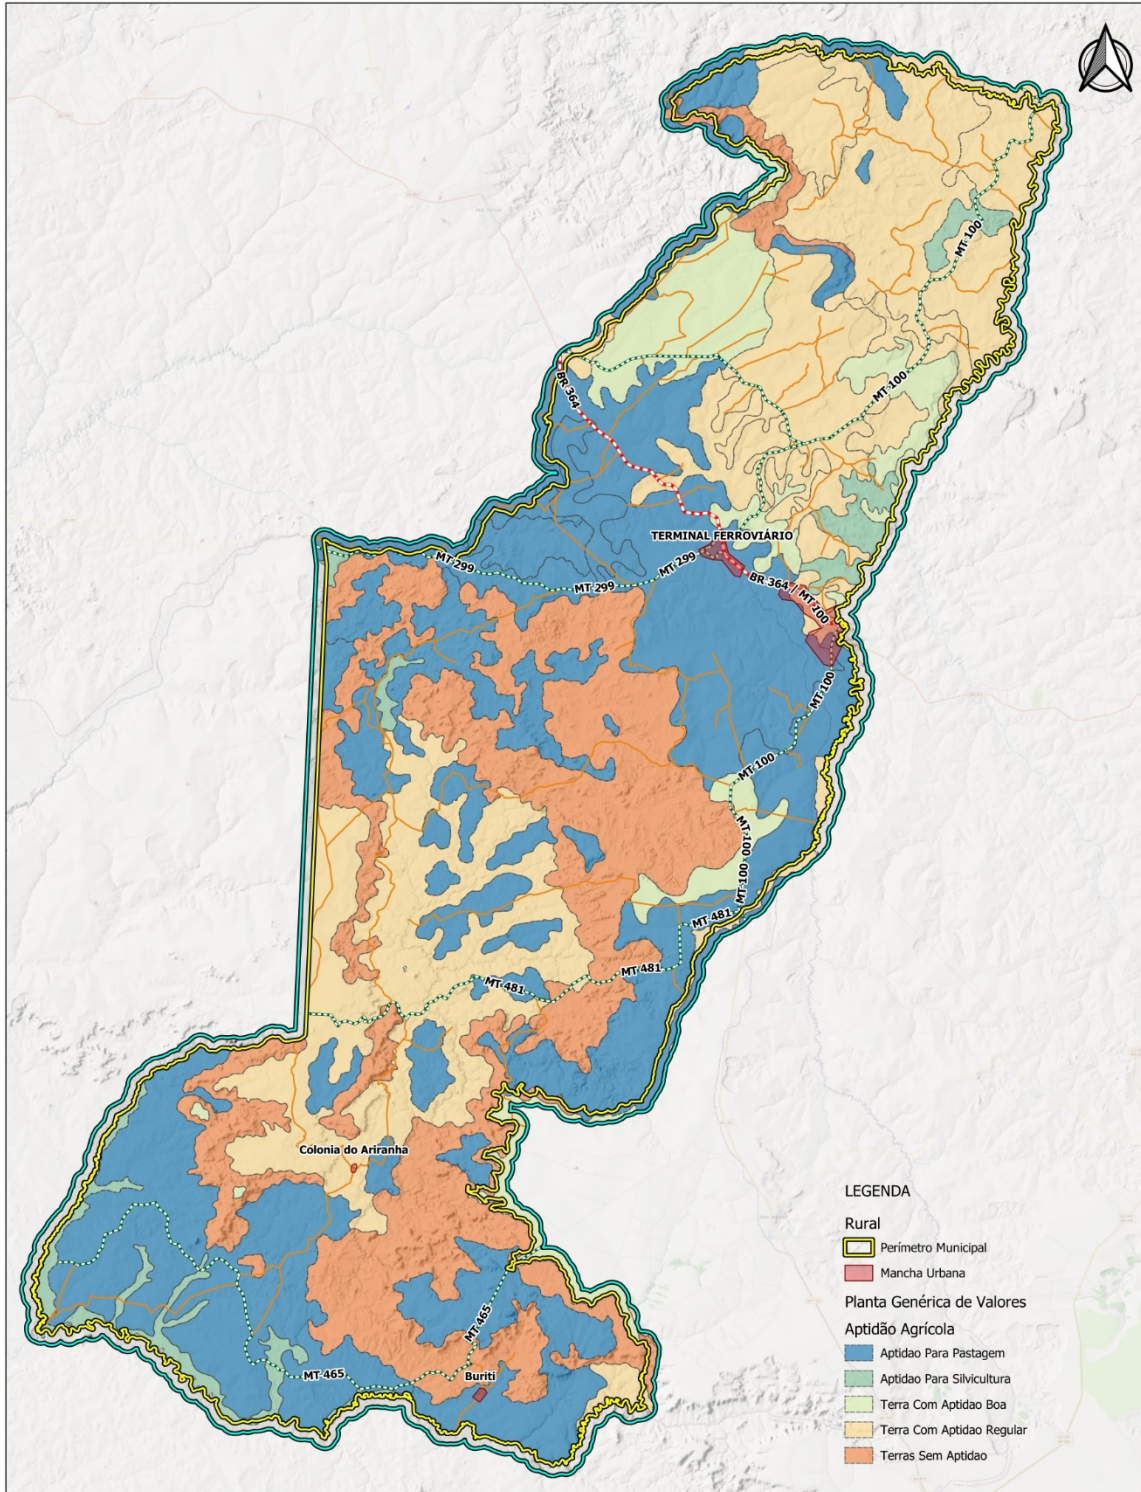 MT 100
MT 100
BR 364
TERMINAL FERROVIÁRIO
MT 299
MT 299
MT 299
BR 364 / MT 100
MT 100
MT 100
MT 100
MT 100
MT 481
MT 481
MT 481
Colonia do Ariranha
MT 465
MT 465
Buriti
LEGENDA
Rural
Perímetro Municipal
Mancha Urbana
Planta Genérica de Valores
Aptidão Agrícola
Aptidao Para Pastagem
Aptidao Para Silvicultura
Terra Com Aptidao Boa
Terra Com Aptidao Regular
Terras Sem Aptidao